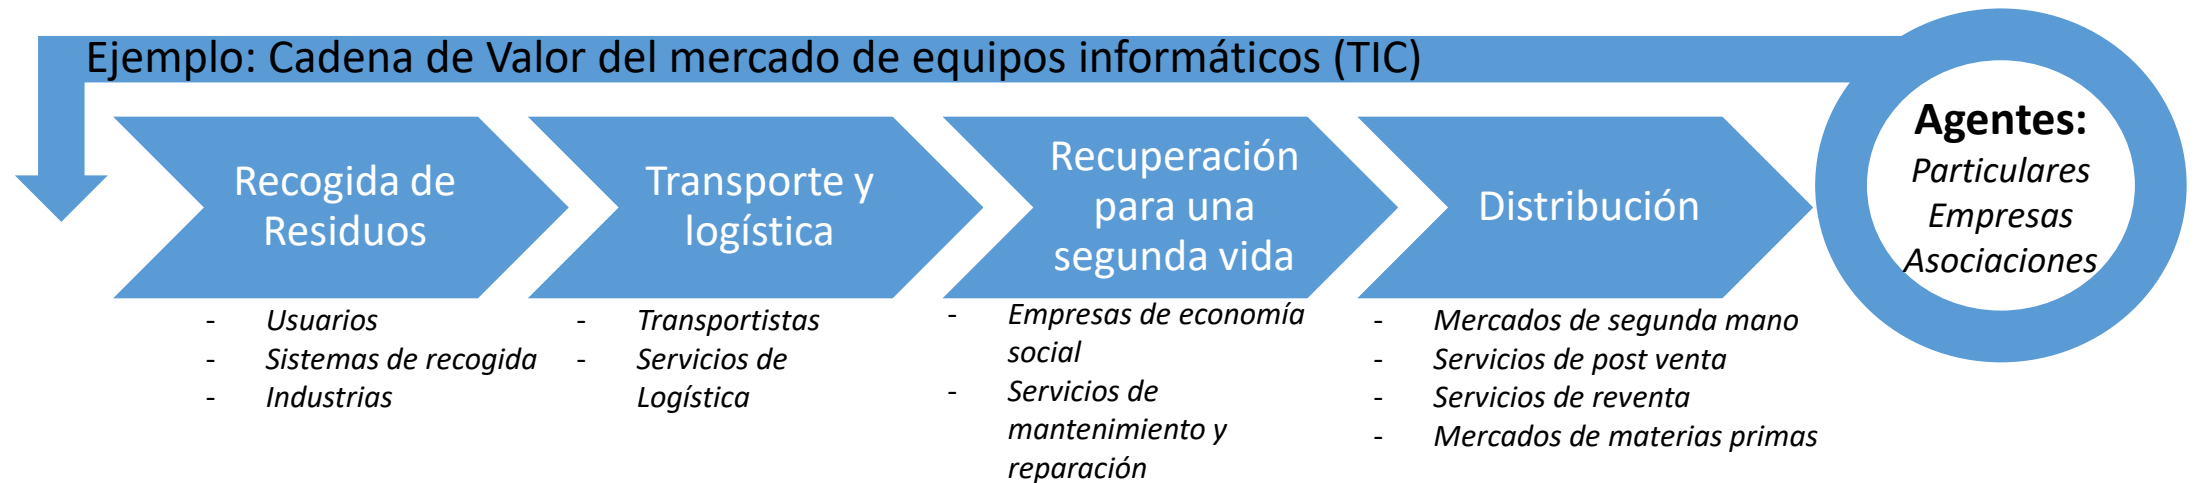 Ejemplo: Cadena de Valor del mercado de equipos informáticos (TIC)
Recogida de
Residuos
- Usuarios
- Sistemas de recogida
- Industrias
Transporte y
logística
- Transportistas
- Servicios de
Logística
Recuperación
para una
segunda vida
- Empresas de economía
social
- Servicios de
mantenimiento y
reparación
Distribución
- Mercados de segunda mano
- Servicios de post venta
- Servicios de reventa
- Mercados de materias primas
Agentes:
Particulares
Empresas
Asociaciones